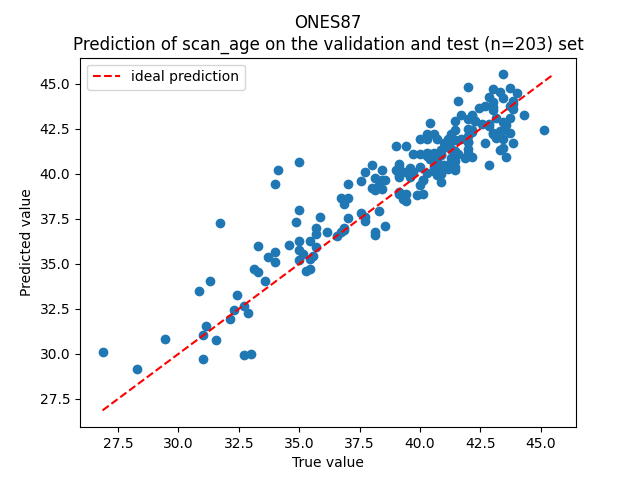 ONES87
Prediction of scan_age on the validation and test (n=203) set
ideal prediction
45.0
42.5
40.0
37.5
35.0
32.5
30.0
27.5
Predicted value
27.5 30.0 32.5 35.0 37.5 40.0 42.5 45.0
True value